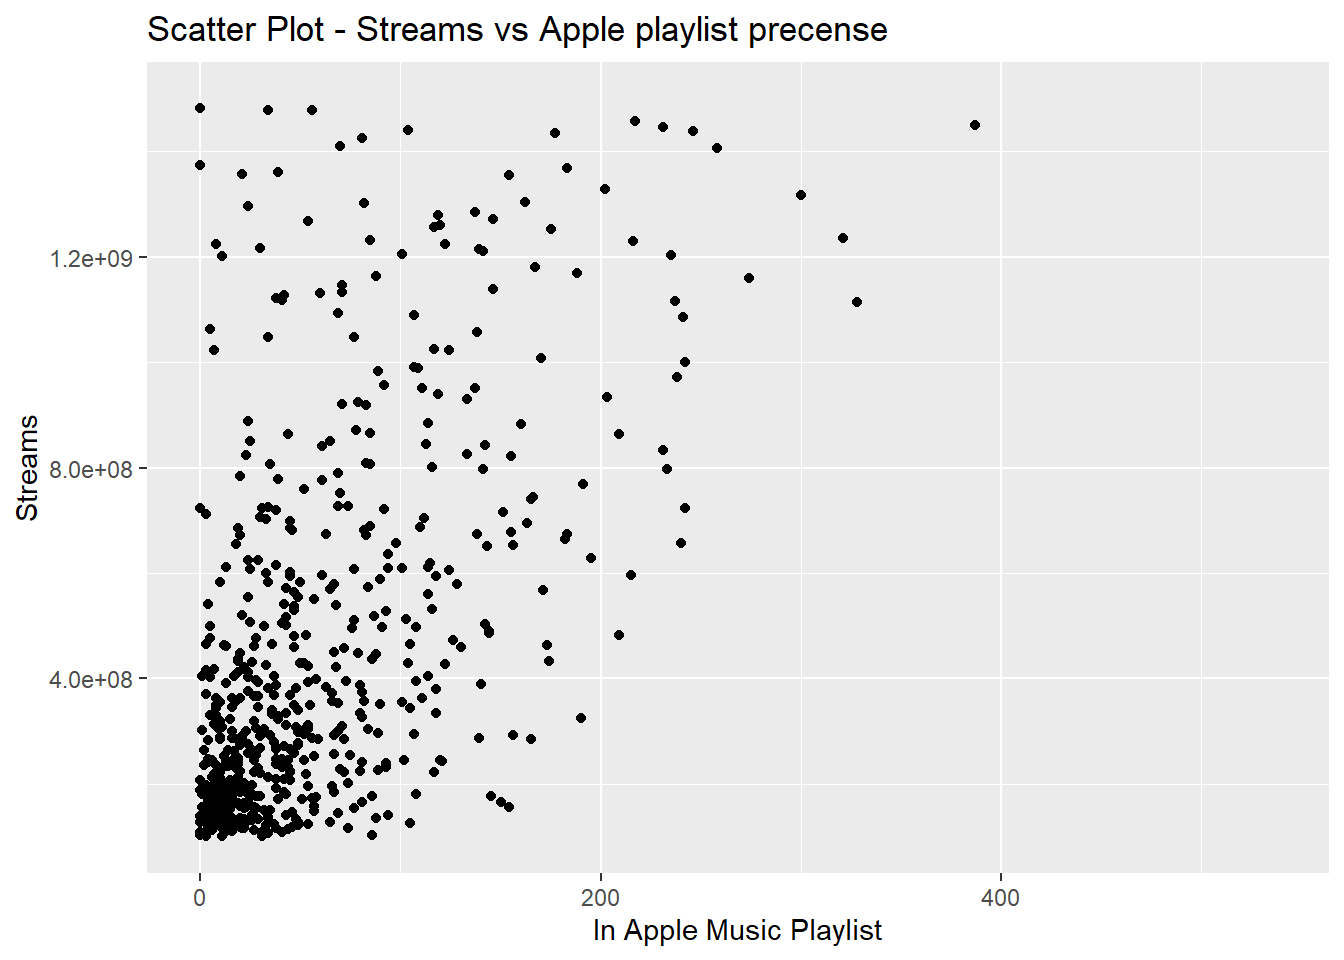 Scatter Plot - Streams vs Apple playlist precense
1.2e+09
8.0e+08
4.0e+08
Streams
0 200 400
In Apple Music Playlist